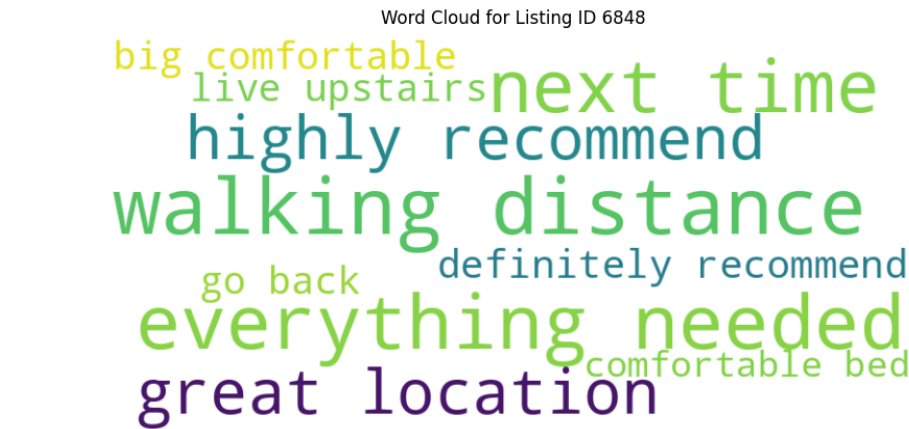 Word Cloud for Listing ID 6848
big comfortable
live upstairs
next time
highly recommend
walking distance
definitely recommend
go back
everything needed
comfortable bed
great location